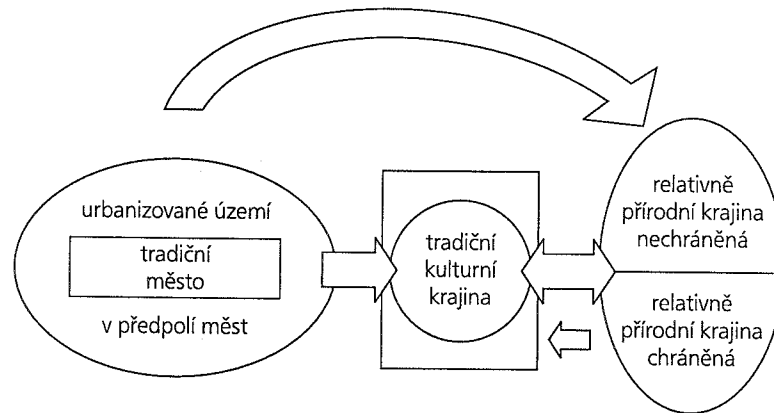 urbanizované území
tradiční
město
v předpolí měst
tradiční
kulturní
krajina
relativně
přírodní krajina
nechráněná
relativně
přírodní krajina
chráněná